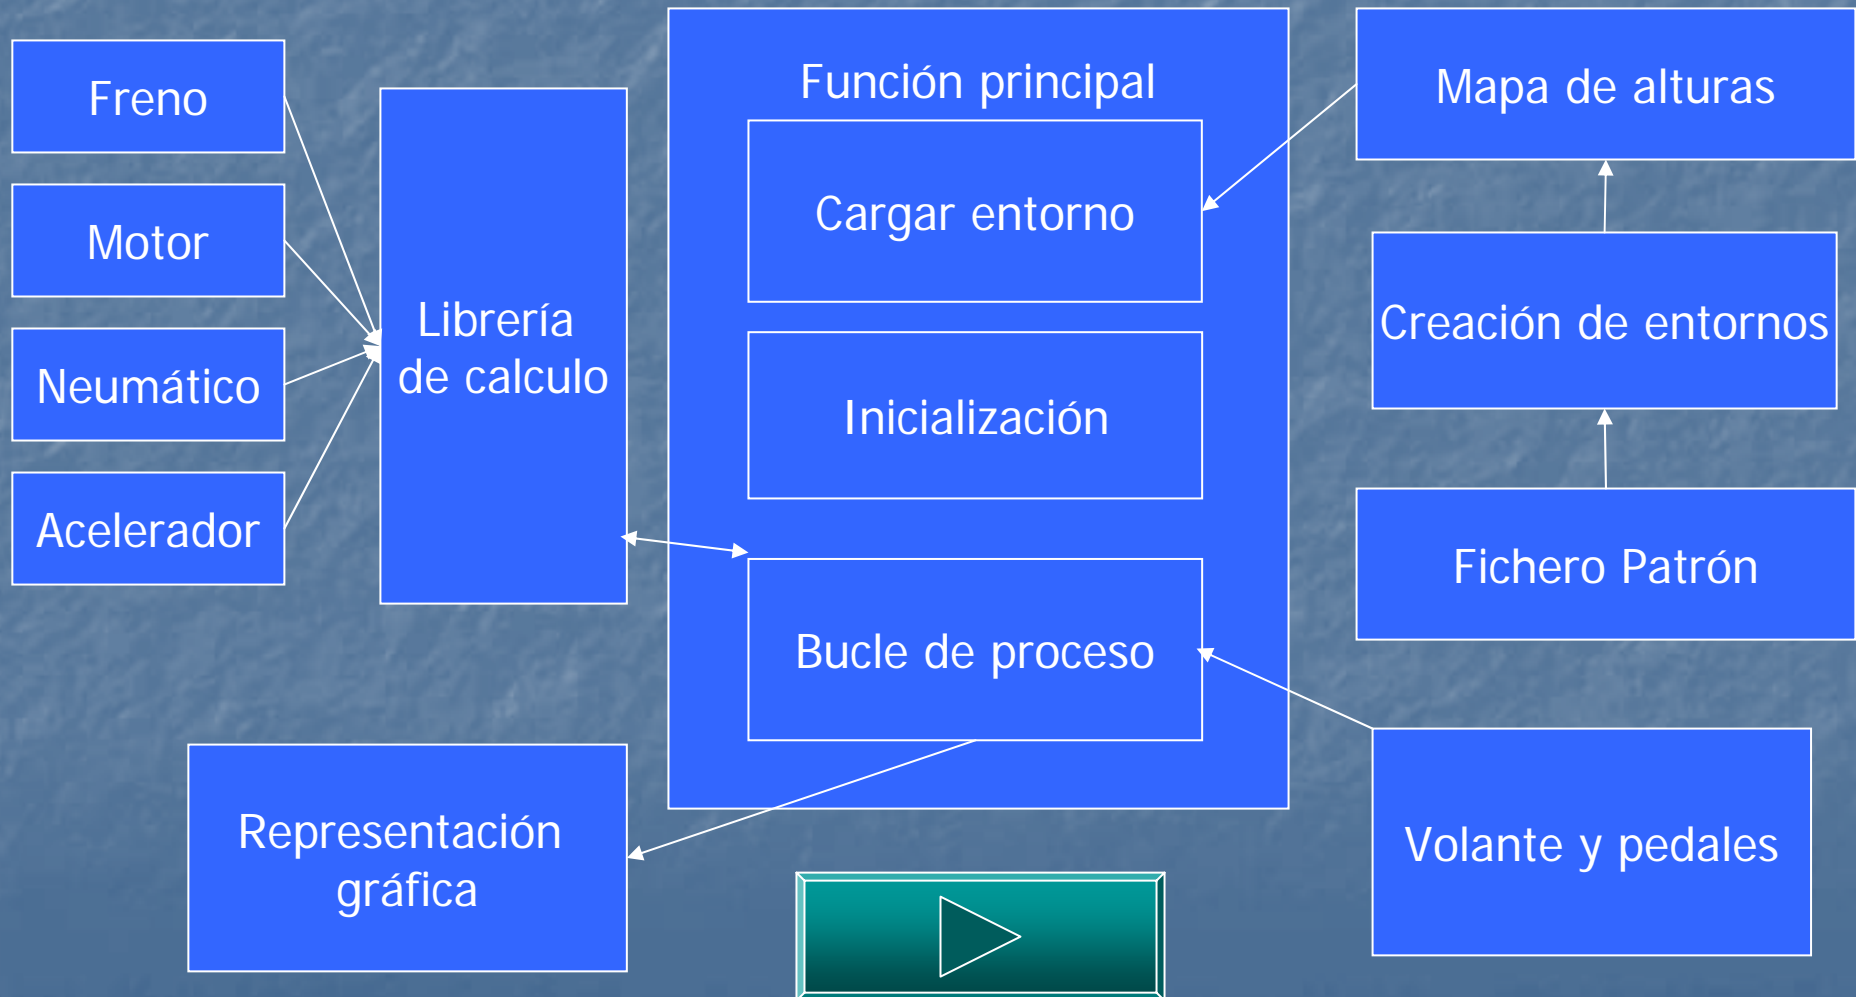 Freno
Motor
Neumático
Acelerador
Librería
de calculo
Función principal
Cargar entorno
Inicialización
Bucle de proceso
Mapa de alturas
Creación de entornos
Fichero Patrón
Volante y pedales
Representación
gráfica